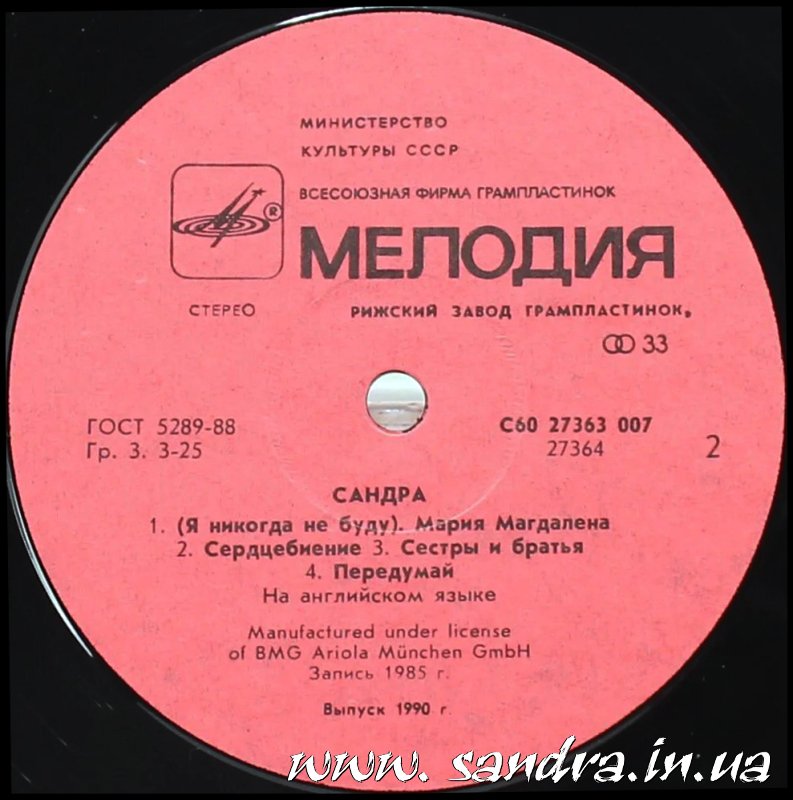 МИНИСТЕРСТВО
КУЛЬТУРЫ СССР
ВСЕСОЮЗНАЯ ФИРМА ГРАМПЛАСТИНОК
®
МЕЛОДИЯ
СТЕРЕО
РИЖСКИЙ ЗАВОД ГРАМПЛАСТИНОК,
33
ГОСТ 5289-88
С60 27363 007
Гр. 3. 3-25
27364
2
САНДРА
1. (Я никогда не буду). Мария Магдалена
2. Сердцебиение 3. Сестры и братья
4. Передумай
На английском языке
Manufactured under license
of BMG Ariola München GmbH
Запись 1985 г.
Выпуск 1990 г.
www. sandra.in.ua